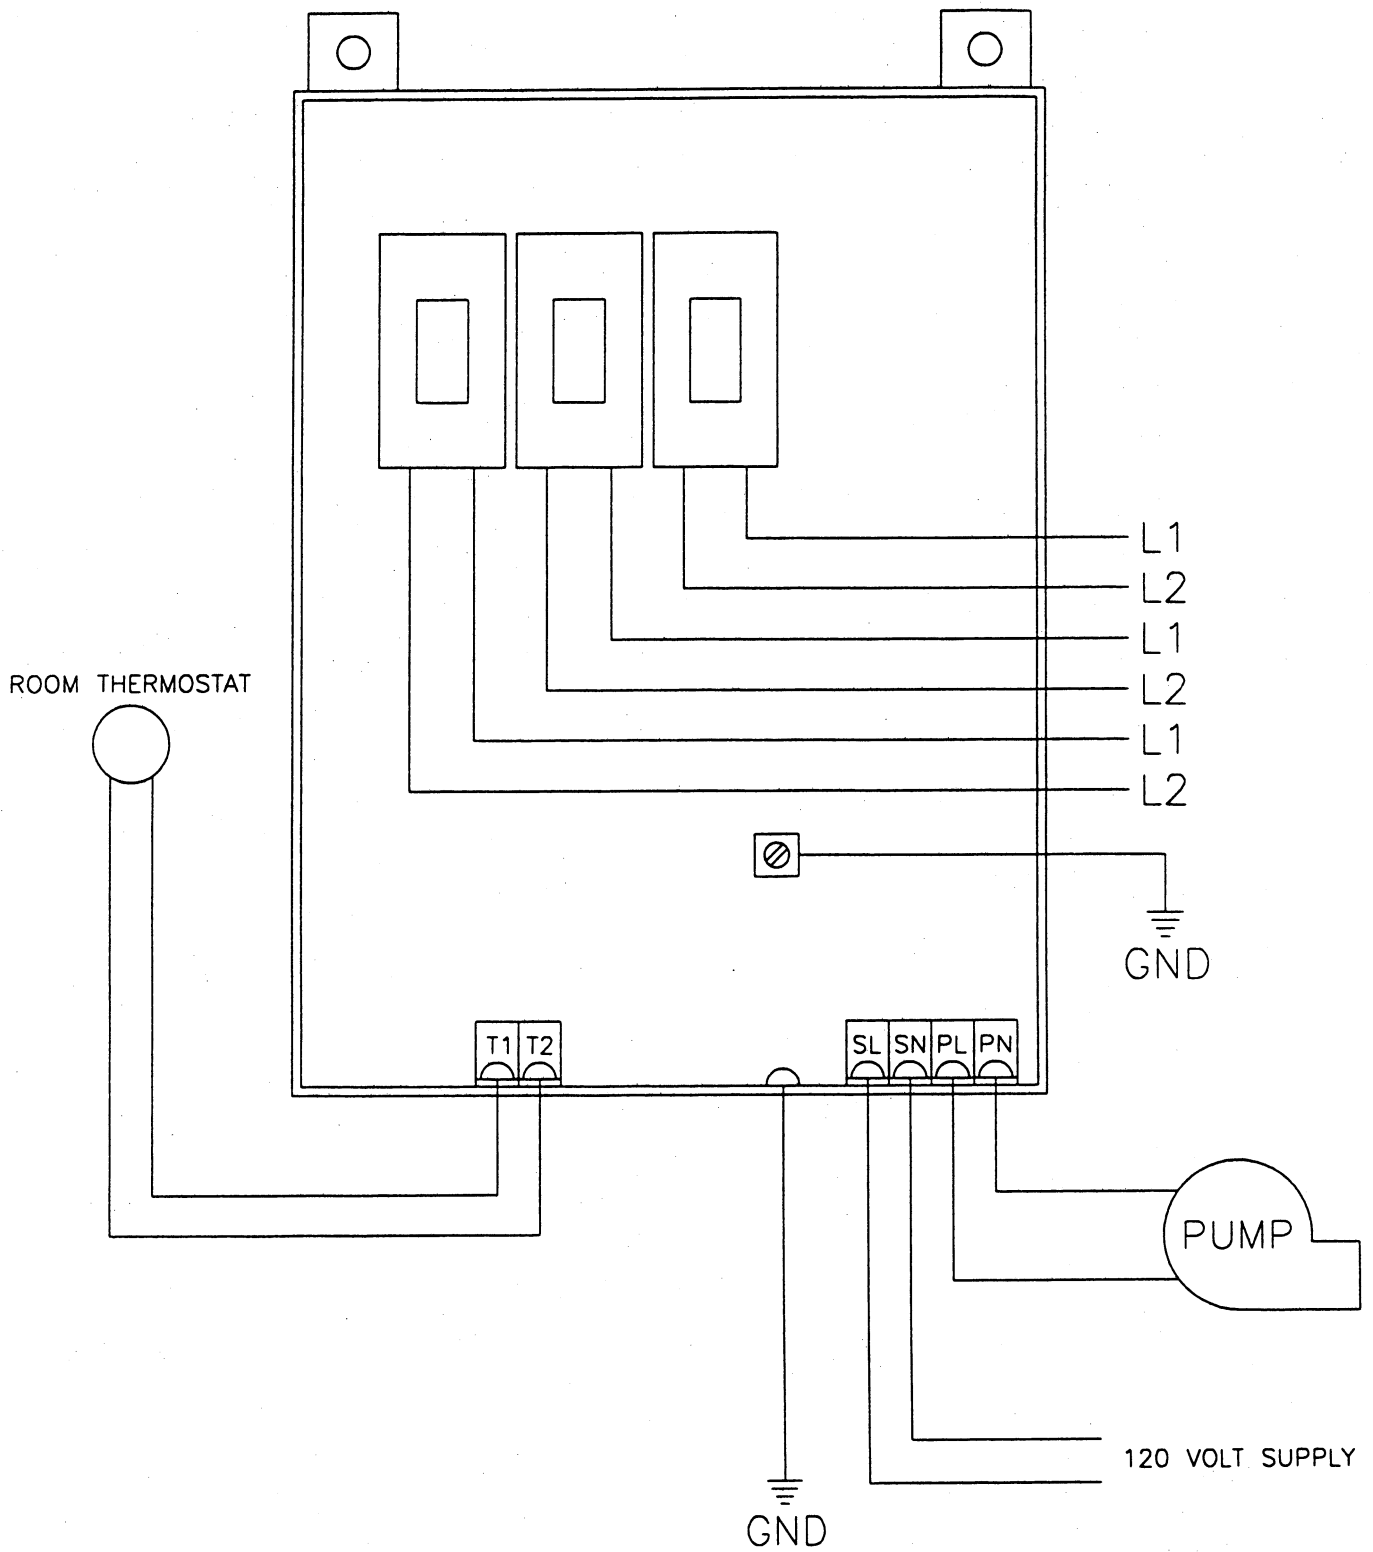 L1
L2
L1
L2
L1
L2
ROOM THERMOSTAT
GND
T1 T2
SL SN PL PN
PUMP
120 VOLT SUPPLY
GND